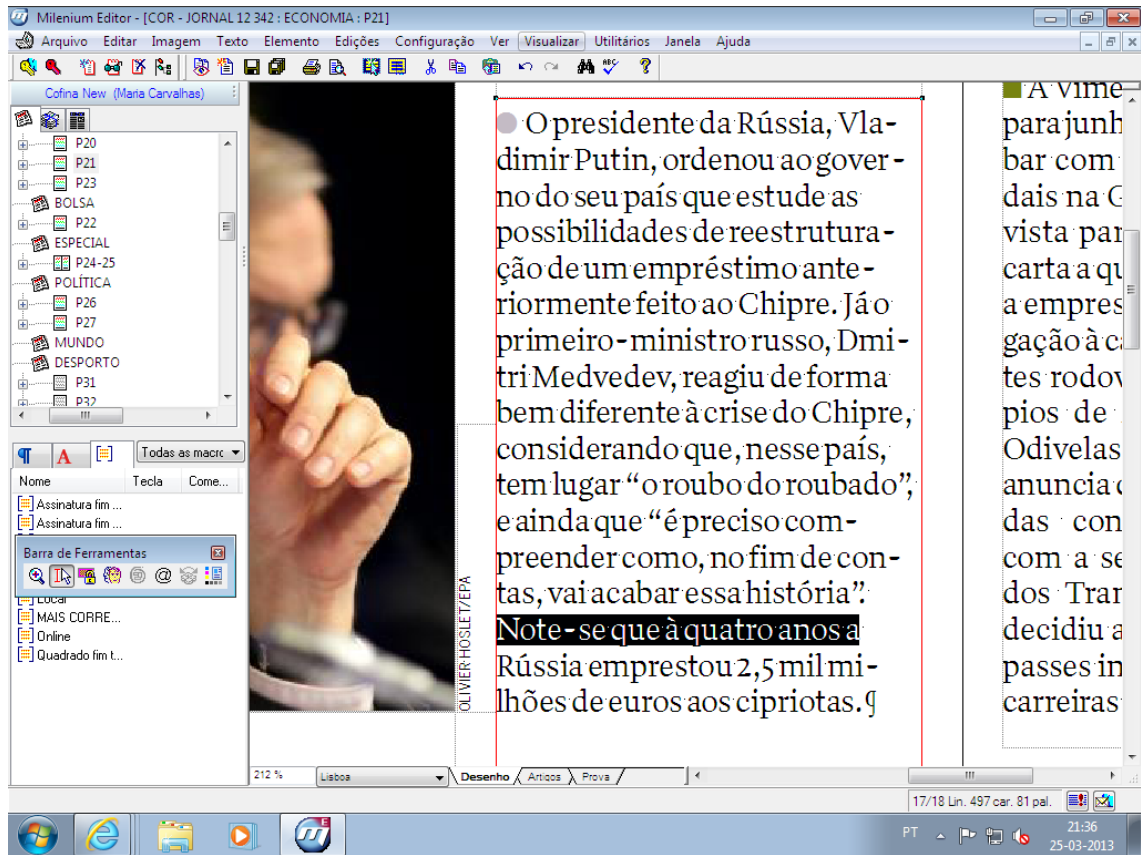 Milenium Editor - [COR - JORNAL 12 342 : ECONOMIA : P21]
Arquivo Editar Imagem Texto Elemento Edições Configuração Ver Visualizar Utilitários Janela Ajuda
Cofina New (Maria Carvalhas)
P20
P21
P23
BOLSA
P22
ESPECIAL
P24-25
POLÍTICA
P26
P27
MUNDO
DESPORTO
P31
P32
Todas as macrc
Nome Tecla Come...
Assinatura fim ...
Assinatura fim ...
Barra de Ferramentas
Local
MAIS CORRE...
Online
Quadrado fim t...
OLIVIER HOSLET/EPA
O presidente da Rússia, Vla-
dimir Putin, ordenou ao gover-
no do seu país que estude as
possibilidades de reestrutura-
ção de um empréstimo ante-
riormente feito ao Chipre. Já o
primeiro-ministro russo, Dmi-
tri Medvedev, reagiu de forma
bem diferente à crise do Chipre,
considerando que, nesse país,
tem lugar “o roubo do roubado”,
e ainda que “é preciso com-
preender como, no fim de con-
tas, vai acabar essa história”.
Note-se que à quatro anos a
Rússia emprestou 2,5 mil mi-
lhões de euros aos cipriotas.¶
A Vime
para junh
bar com
dais na G
vista par
carta a qu
a empres
gação à c
tes rodov
pios de
Odivelas
anuncia
das con
com a se
dos Tran
decidiu a
passes in
carreiras
212 %
Lisboa
Desenho Artigos Prova
17/18 Lin. 497 car. 81 pal.
PT
21:36
25-03-2013